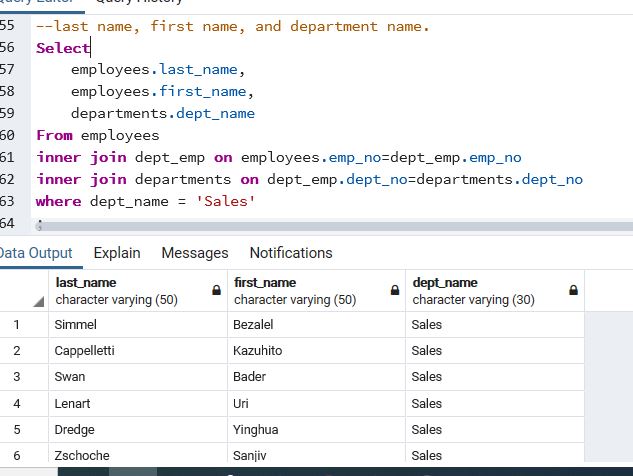 Query Editor Query History
55 --last name, first name, and department name.
56 Select
57 employees.last_name,
58 employees.first_name,
59 departments.dept_name
60 From employees
61 inner join dept_emp on employees.emp_no=dept_emp.emp_no
62 inner join departments on dept_emp.dept_no=departments.dept_no
63 where dept_name = 'Sales'
64 ;
Data Output Explain Messages Notifications
last_name first_name dept_name
character varying (50) character varying (50) character varying (30)
1 Simmel Bezalel Sales
2 Cappelletti Kazuhito Sales
3 Swan Bader Sales
4 Lenart Uri Sales
5 Dredge Yinghua Sales
6 Zschoche Sanjiv Sales